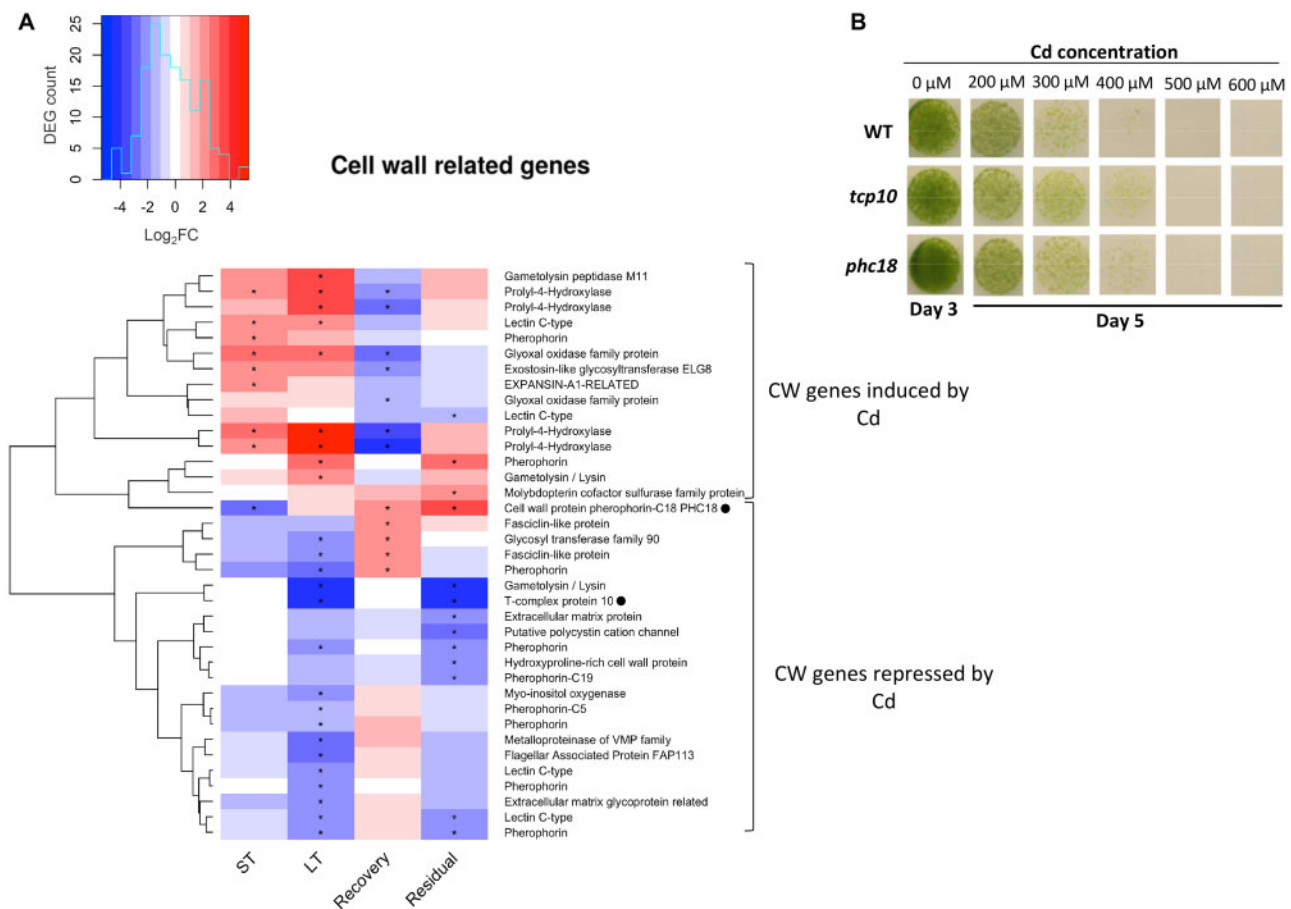 A
25
20
15
10
5
0
DEG count
-4 -2 0 2 4
Log2FC
Cell wall related genes
Gametolysin peptidase M11
Prolyl-4-Hydroxylase
Prolyl-4-Hydroxylase
Lectin C-type
Pherophorin
Glyoxal oxidase family protein
Exostosin-like glycosyltransferase ELG8
EXPANSIN-A1-RELATED
Glyoxal oxidase family protein
Lectin C-type
Prolyl-4-Hydroxylase
Prolyl-4-Hydroxylase
Pherophorin
Gametolysin / Lysin
Molybdopterin cofactor sulfurase family protein
Cell wall protein pherophorin-C18 PHC18 ●
Fasciclin-like protein
Glycosyl transferase family 90
Fasciclin-like protein
Pherophorin
Gametolysin / Lysin
T-complex protein 10 ●
Extracellular matrix protein
Putative polycystin cation channel
Pherophorin
Hydroxyproline-rich cell wall protein
Pherophorin-C19
Myo-inositol oxygenase
Pherophorin-C5
Pherophorin
Metalloproteinase of VMP family
Flagellar Associated Protein FAP113
Lectin C-type
Pherophorin
Extracellular matrix glycoprotein related
Lectin C-type
Pherophorin
ST LT Recovery Residual
CW genes induced by
Cd
CW genes repressed by
Cd
B
Cd concentration
0 µM 200 µM 300 µM 400 µM 500 µM 600 µM
WT
tcp10
phc18
Day 3 Day 5